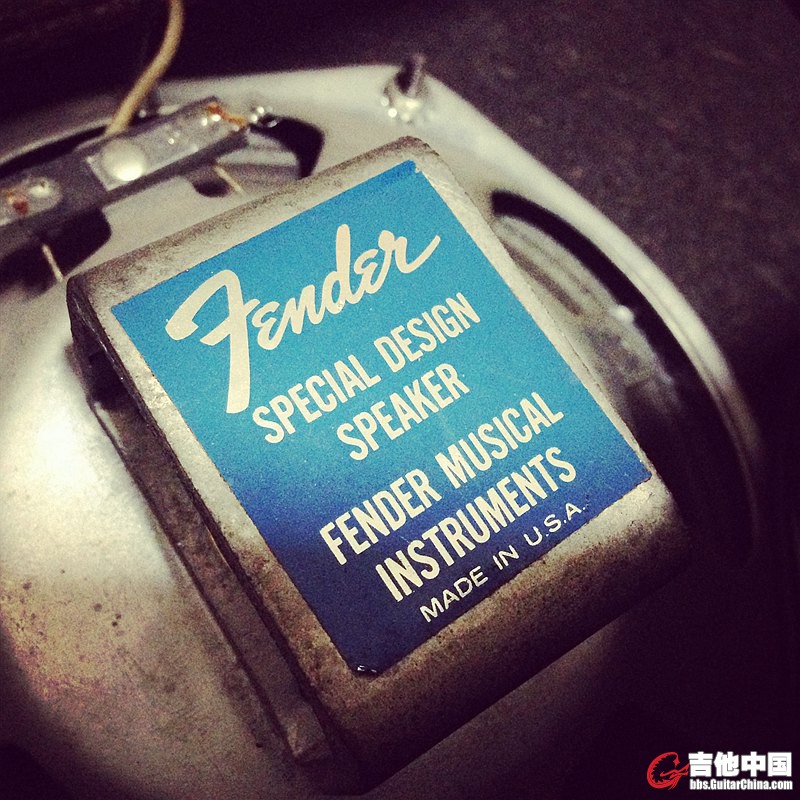 Fender
SPECIAL DESIGN
SPEAKER
FENDER MUSICAL
INSTRUMENTS
MADE IN U.S.A.
吉他中国
bbs.GuitarChina.com